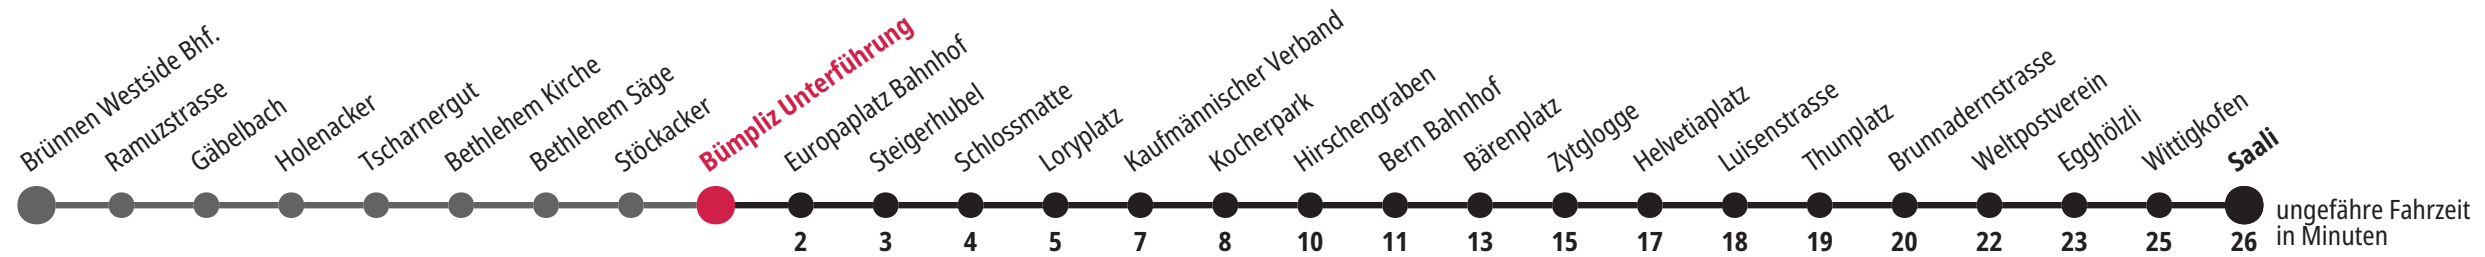 Brünnen Westside Bhf.
Ramuzstrasse
Gäbelbach
Holenacker
Tscharnergut
Bethlehem Kirche
Bethlehem Säge
Stöckacker
Bümpliz Unterführung
Europaplatz Bahnhof
Steigerhubel
Schlossmatte
Loryplatz
Kaufmännischer Verband
Kocherpark
Hirschengraben
Bern Bahnhof
Bärenplatz
Zytglogge
Helvetiaplatz
Luisenstrasse
Thunplatz
Brunnadernstrasse
Weltpostverein
Egghölzli
Wittigkofen
Saali
2 3 4 5 7 8 10 11 13 15 17 18 19 20 22 23 25 26
ungefähre Fahrzeit
in Minuten